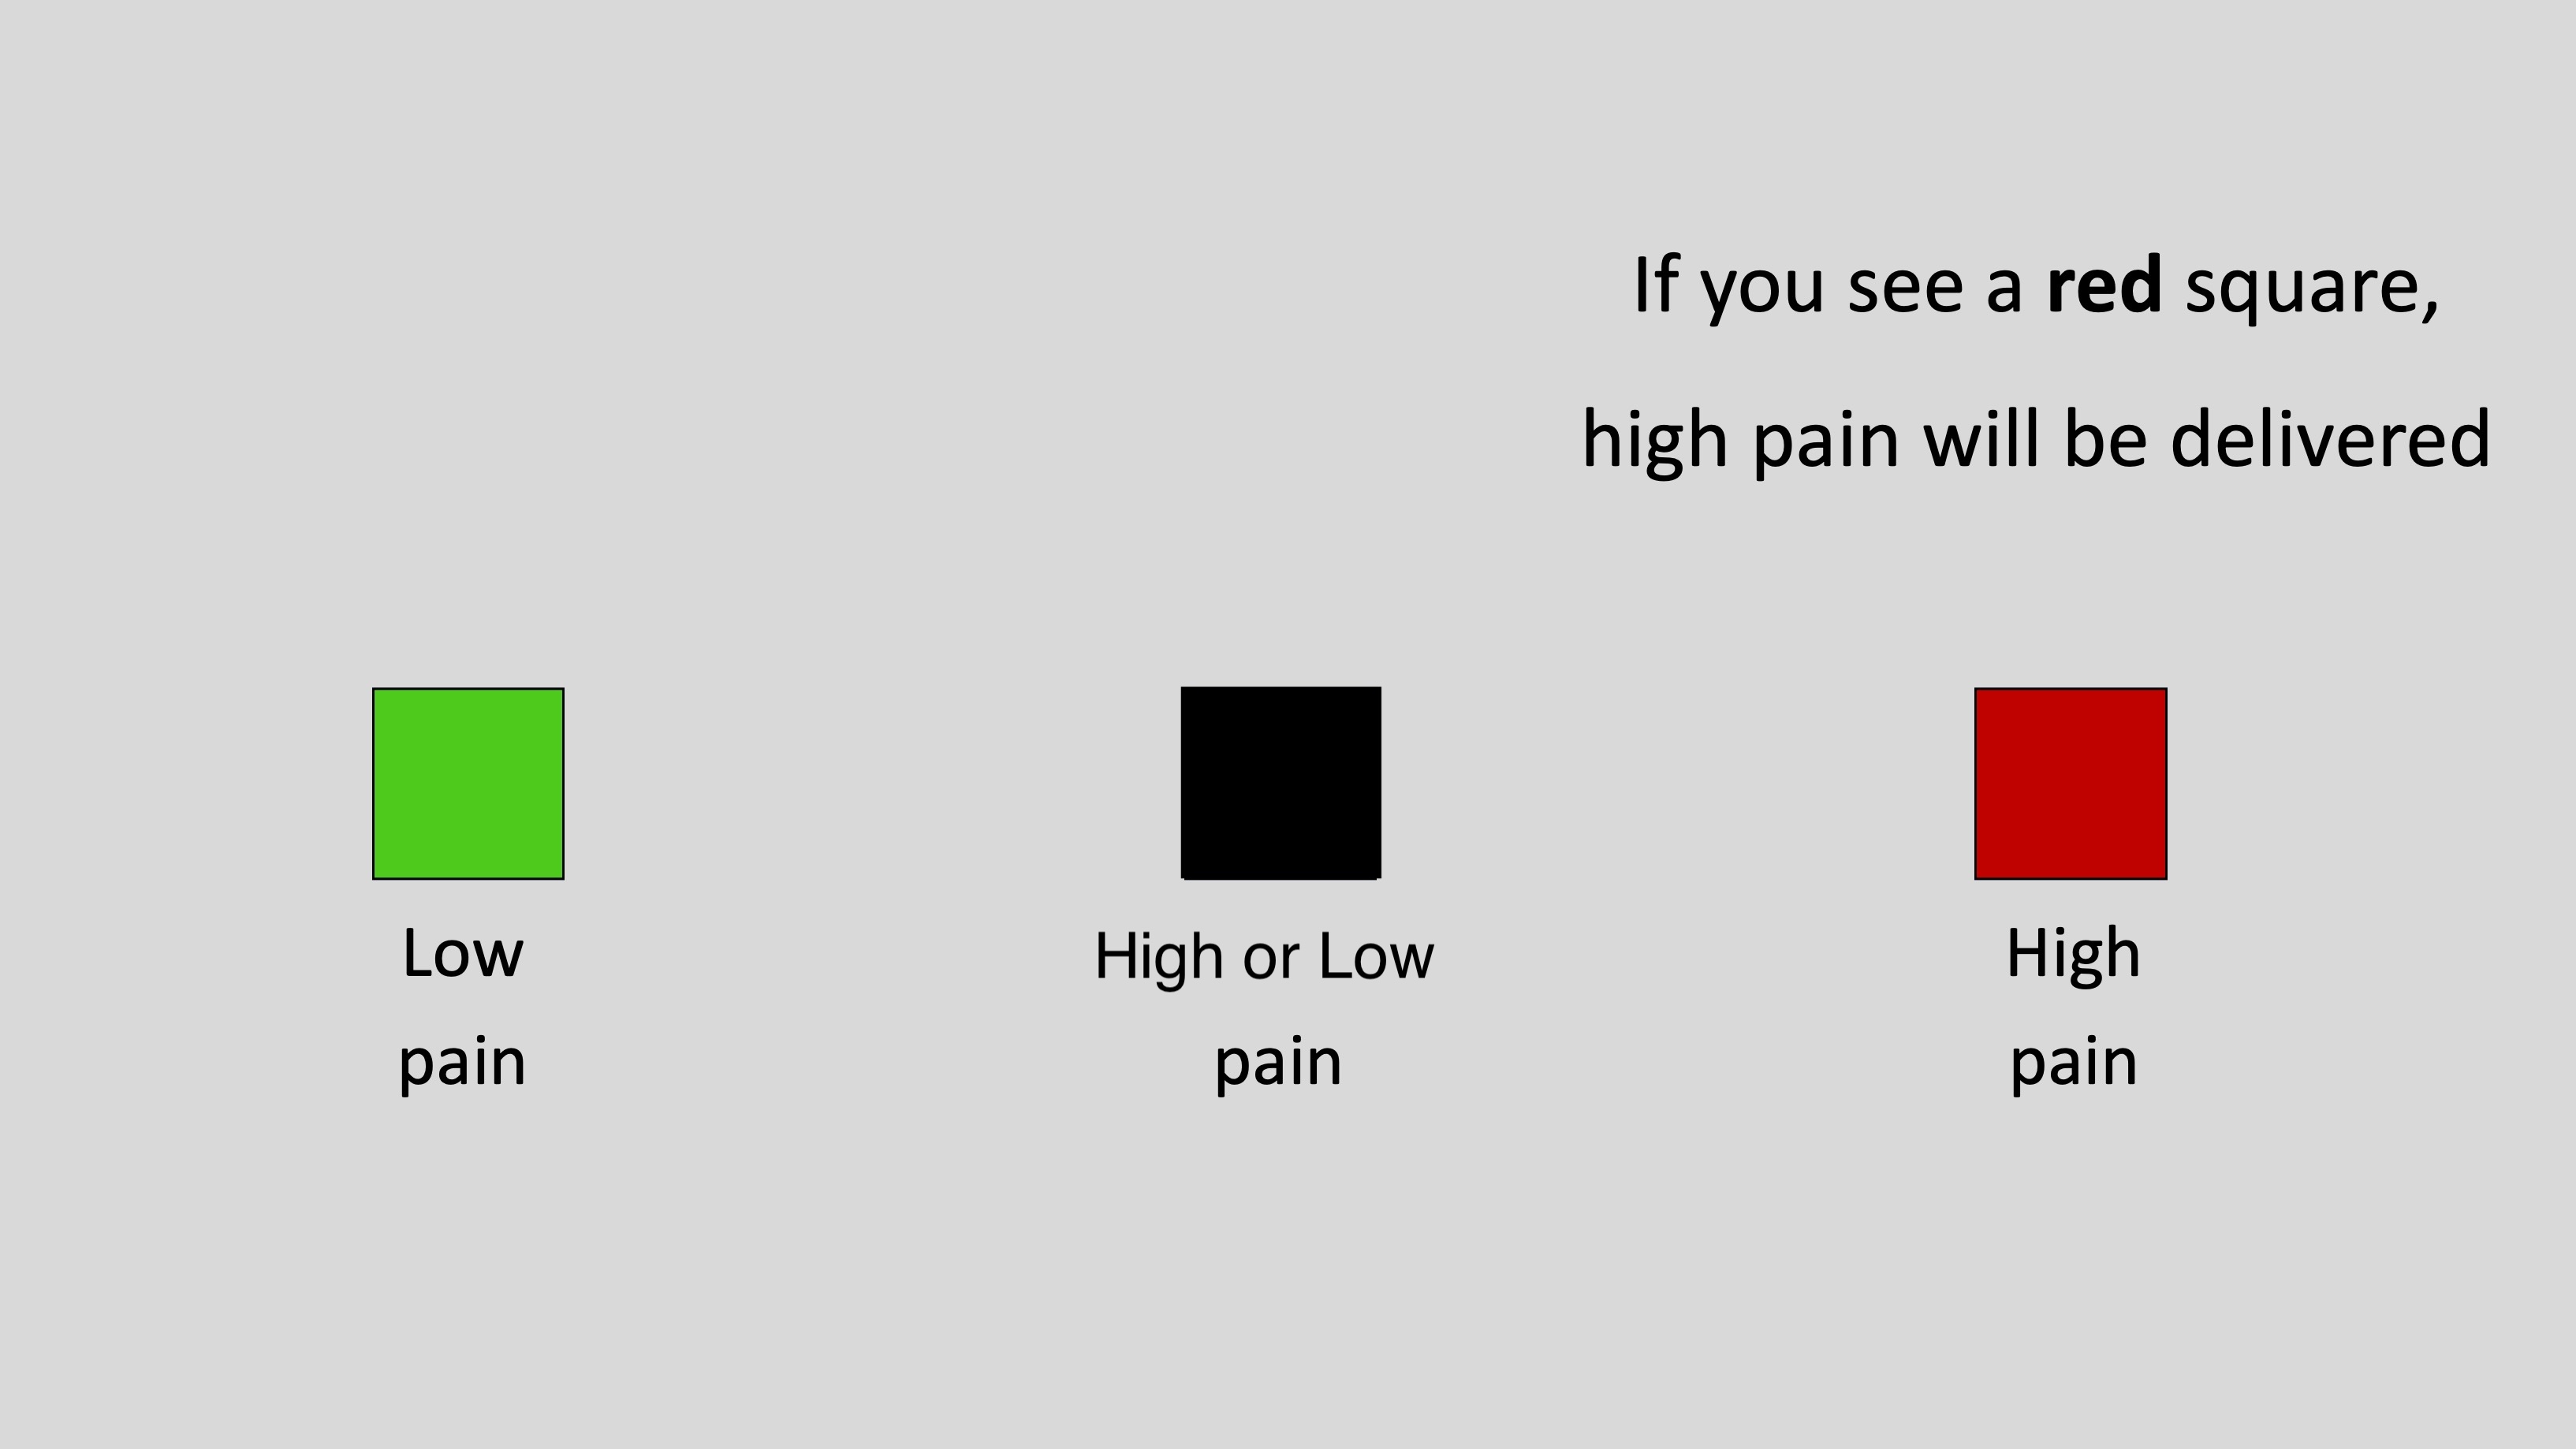 If you see a red square,
high pain will be delivered
Low
pain
High or Low
pain
High
pain